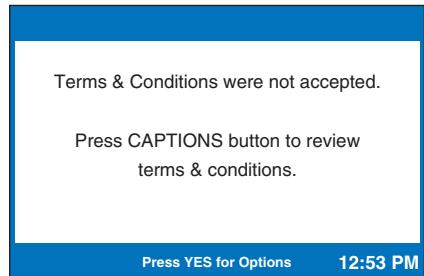 Terms & Conditions were not accepted.
Press CAPTIONS button to review
terms & conditions.
Press YES for Options 12:53 PM